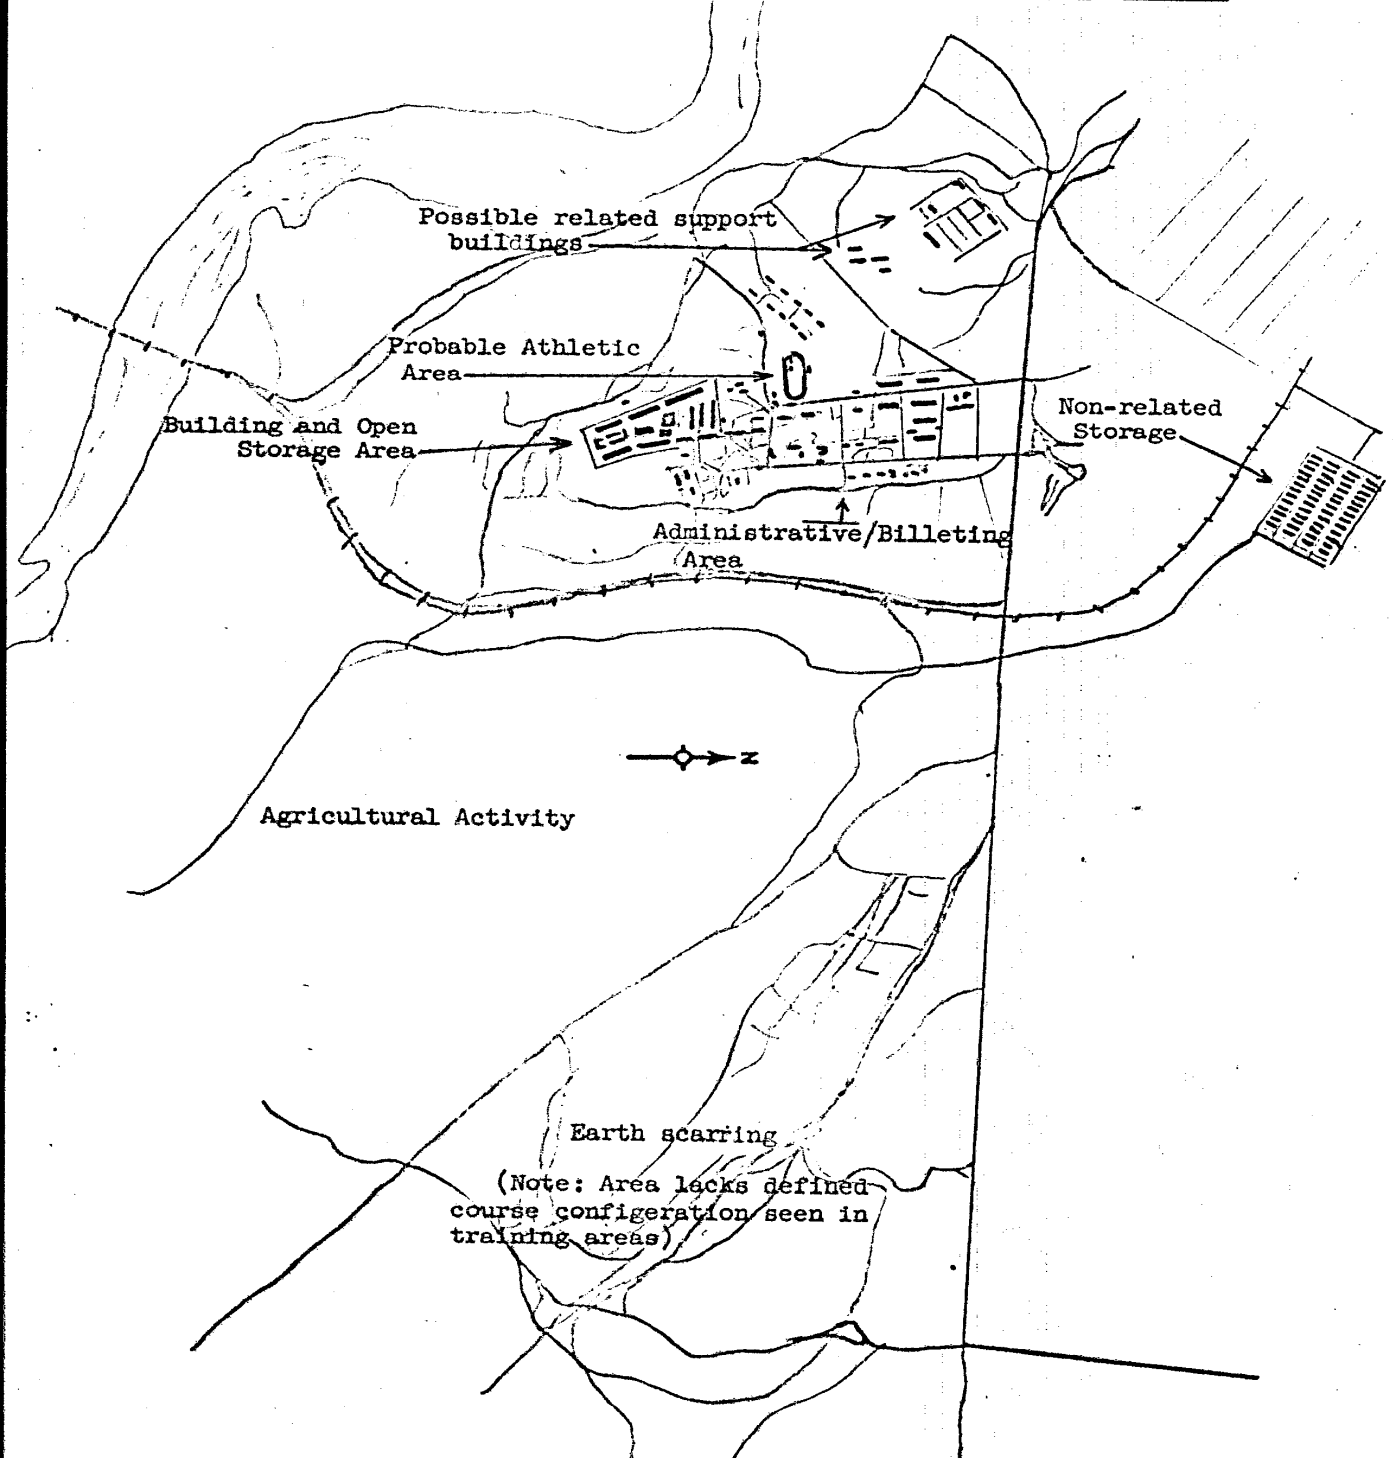 Possible related support
buildings
Probable Athletic
Area
Building and Open
Storage Area
Non-related
Storage
Administrative/Billeting
Area
N
Agricultural Activity
Earth scarring
(Note: Area lacks defined
course configeration seen in
training areas)